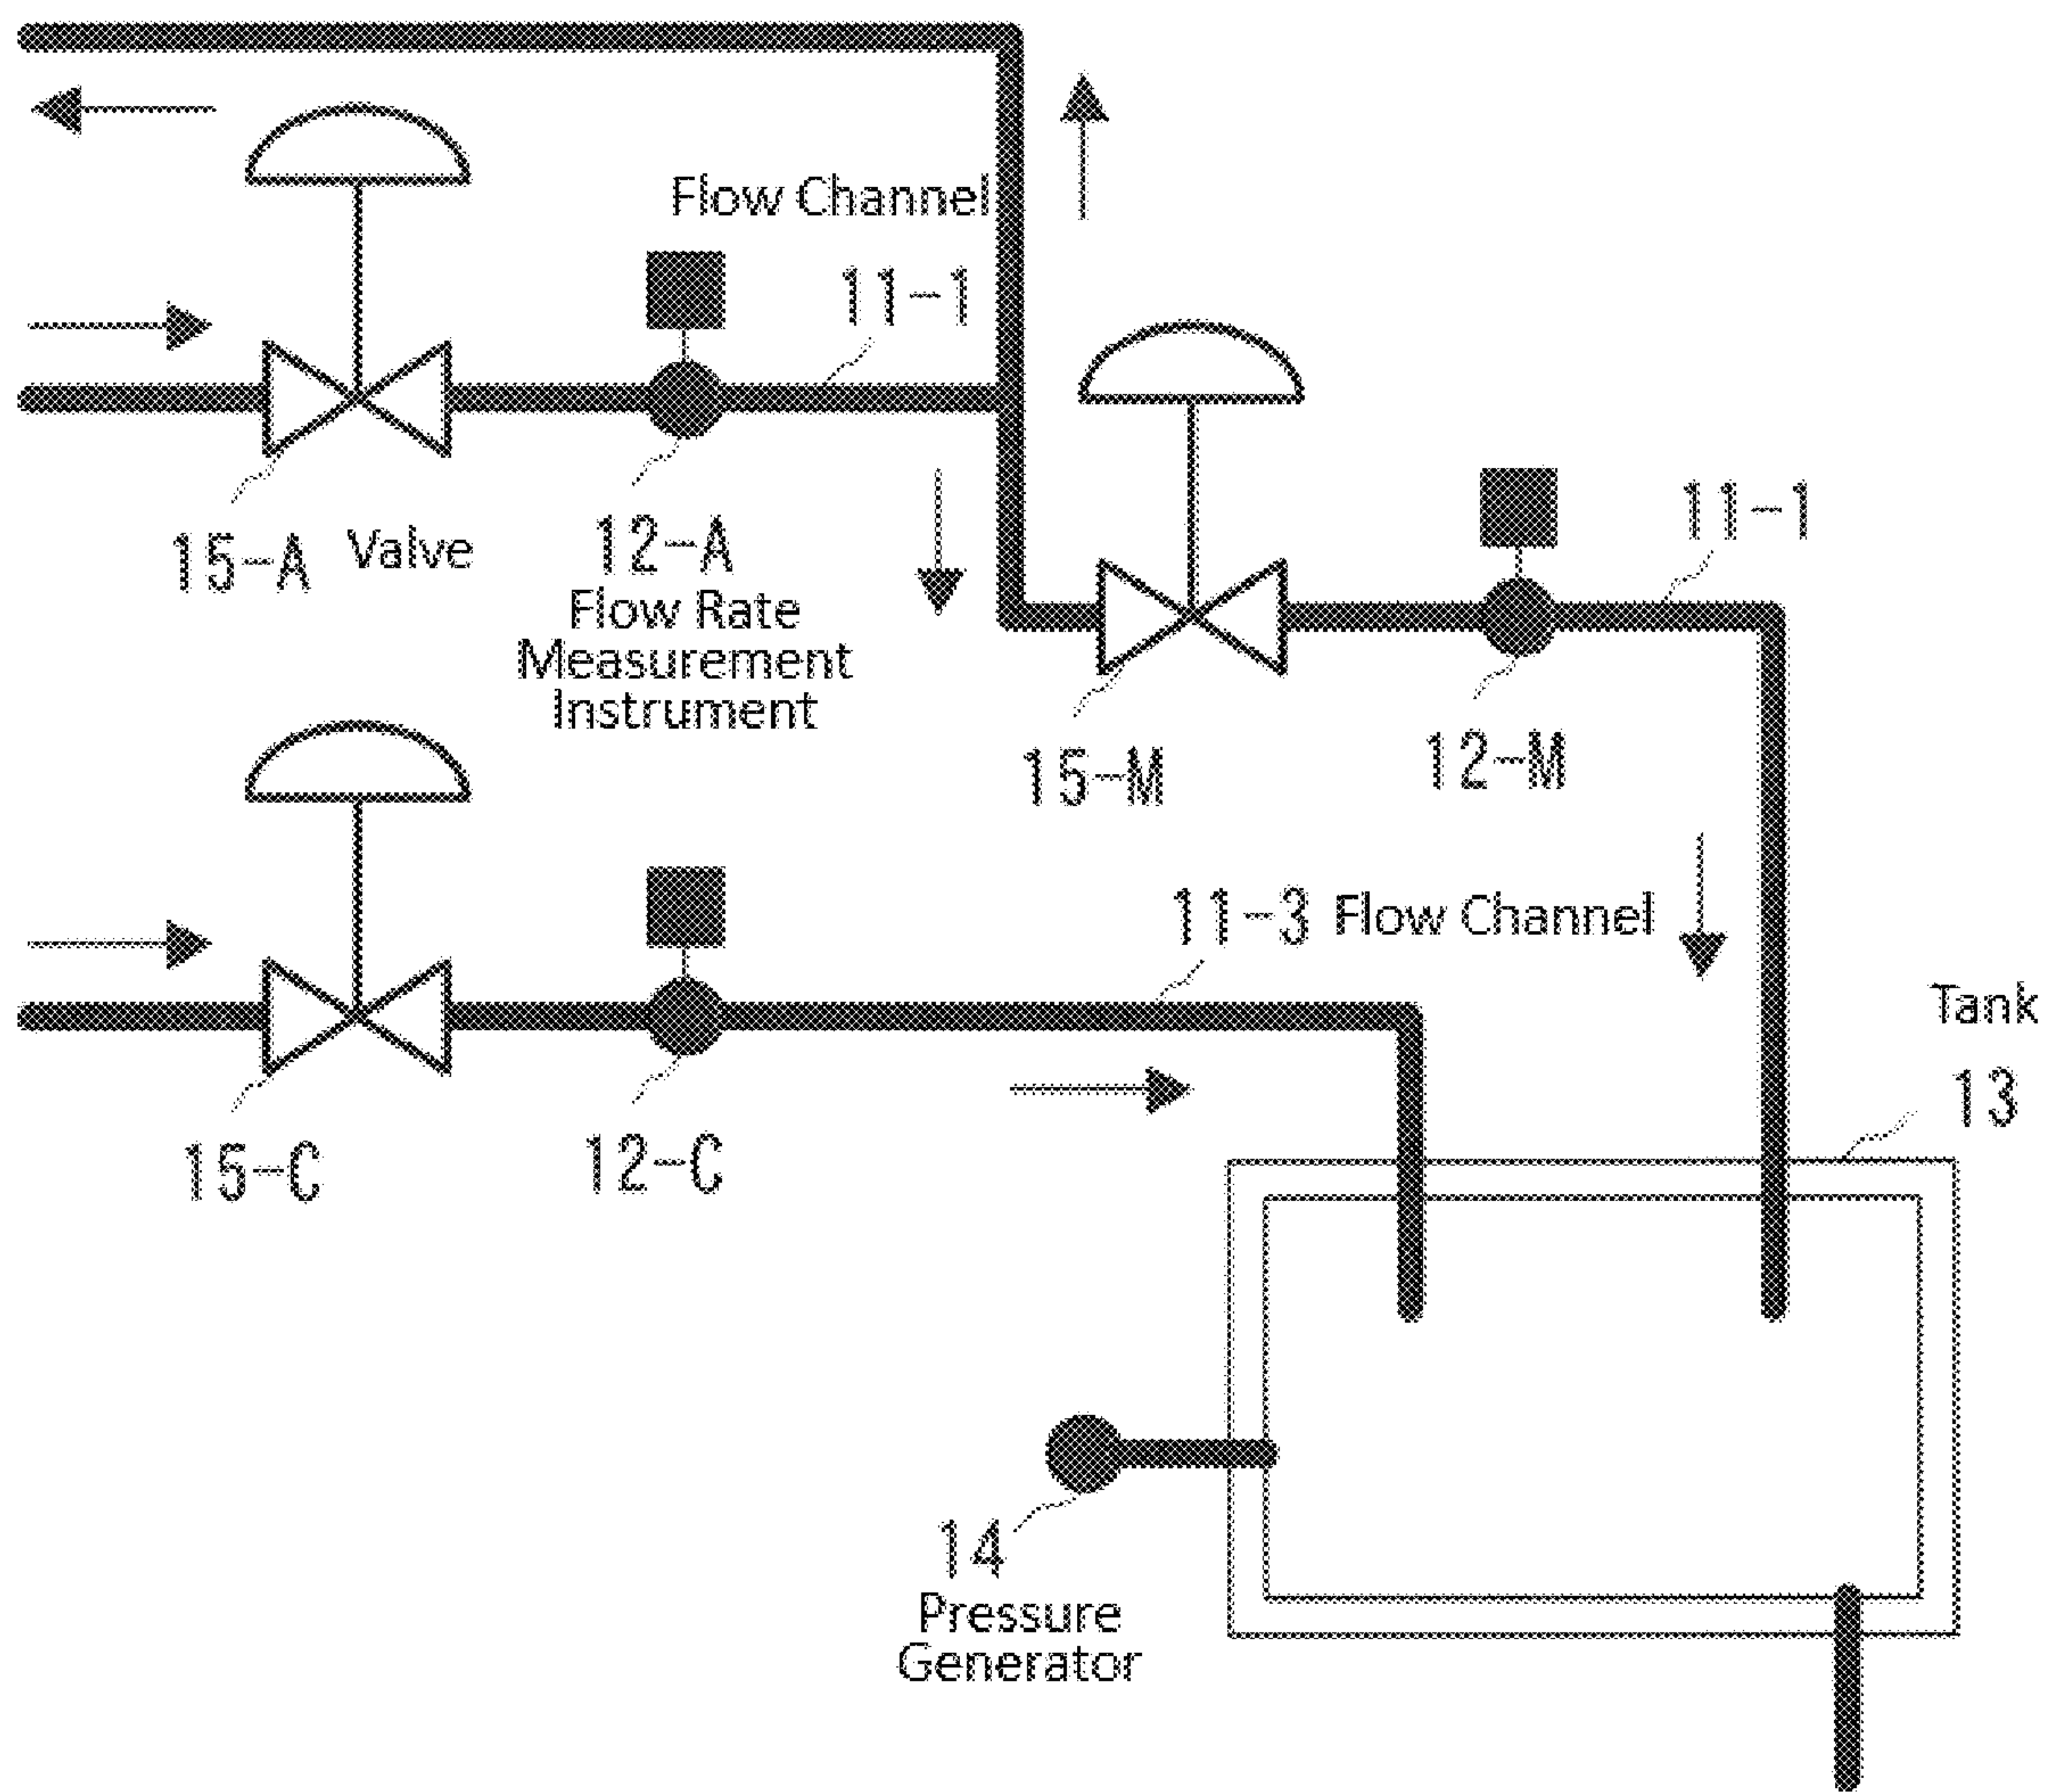 Flow Channel
11-1
15-A Valve
12-A
Flow Rate
Measurement
Instrument
11-1
15-M
12-M
11-3 Flow Channel
Tank
13
15-C
12-C
14
Pressure
Generator